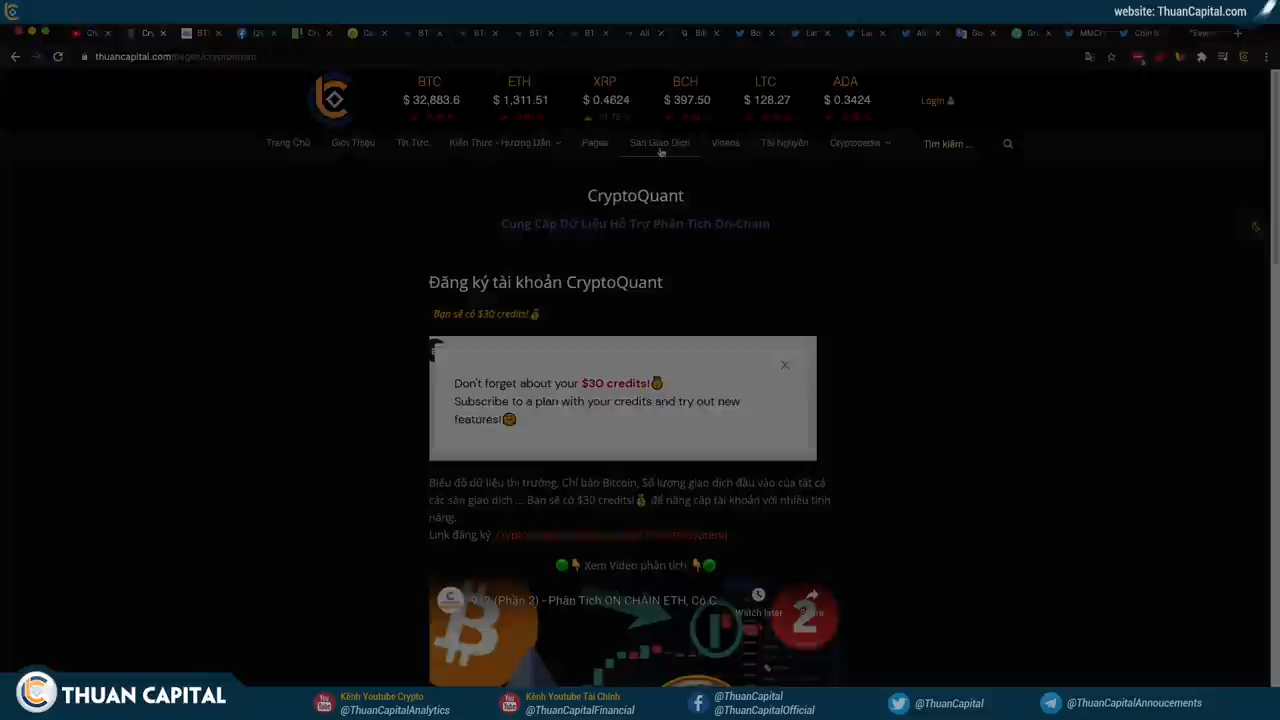 website: ThuanCapital.com
thuancapital.com
BTC ETH XRP BCH LTC ADA
$ 32,883.6 $ 1,311.51 $ 0.4624 $ 397.50 $ 128.27 $ 0.3424
Login
Trang Chủ Giới Thiệu Tin Tức Kiến Thức - Hướng Dẫn Pages Sàn Giao Dịch Videos Tài Nguyên Cryptopedia Tìm kiếm ...
CryptoQuant
Cung Cấp Dữ Liệu Hỗ Trợ Phân Tích On-Chain
Đăng ký tài khoản CryptoQuant
Bạn sẽ có $30 credits!💰
Don't forget about your $30 credits!
Subscribe to a plan with your credits and try out new
features!
Biểu đồ dữ liệu thị trường, Chỉ báo Bitcoin, Số lượng giao dịch đầu vào của tất cả
các sàn giao dịch ... Bạn sẽ có $30 credits!💰 để nâng cấp tài khoản với nhiều tính
năng.
Link đăng ký:
Xem Video phân tích
(Phần 2) - Phân Tích ON CHAIN ETH, Có C
Watch later Share
2
THUAN CAPITAL
Kênh Youtube Crypto
@ThuanCapitalAnalytics
Kênh Youtube Tài Chính
@ThuanCapitalFinancial
@ThuanCapital
@ThuanCapitalOfficial
@ThuanCapital
@ThuanCapitalAnnoucements